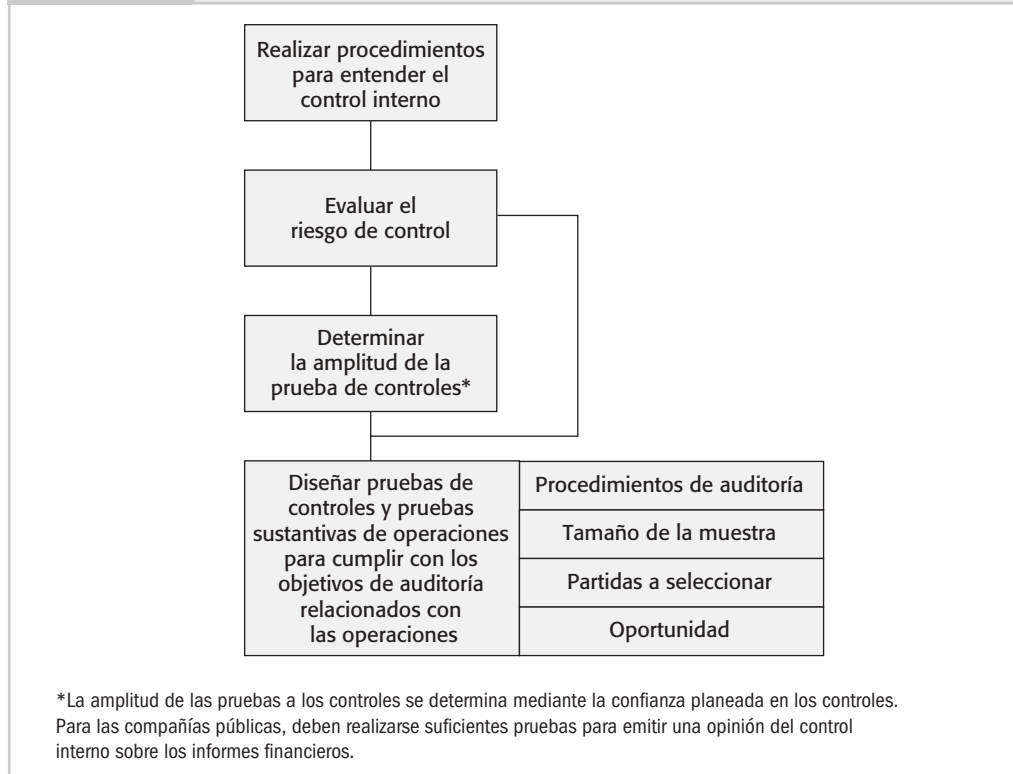 Realizar procedimientos
para entender el
control interno
Evaluar el
riesgo de control
Determinar
la amplitud de la
prueba de controles*
Diseñar pruebas de
controles y pruebas
sustantivas de operaciones
para cumplir con los
objetivos de auditoría
relacionados con
las operaciones
Procedimientos de auditoría
Tamaño de la muestra
Partidas a seleccionar
Oportunidad
*La amplitud de las pruebas a los controles se determina mediante la confianza planeada en los controles.
Para las compañías públicas, deben realizarse suficientes pruebas para emitir una opinión del control
interno sobre los informes financieros.